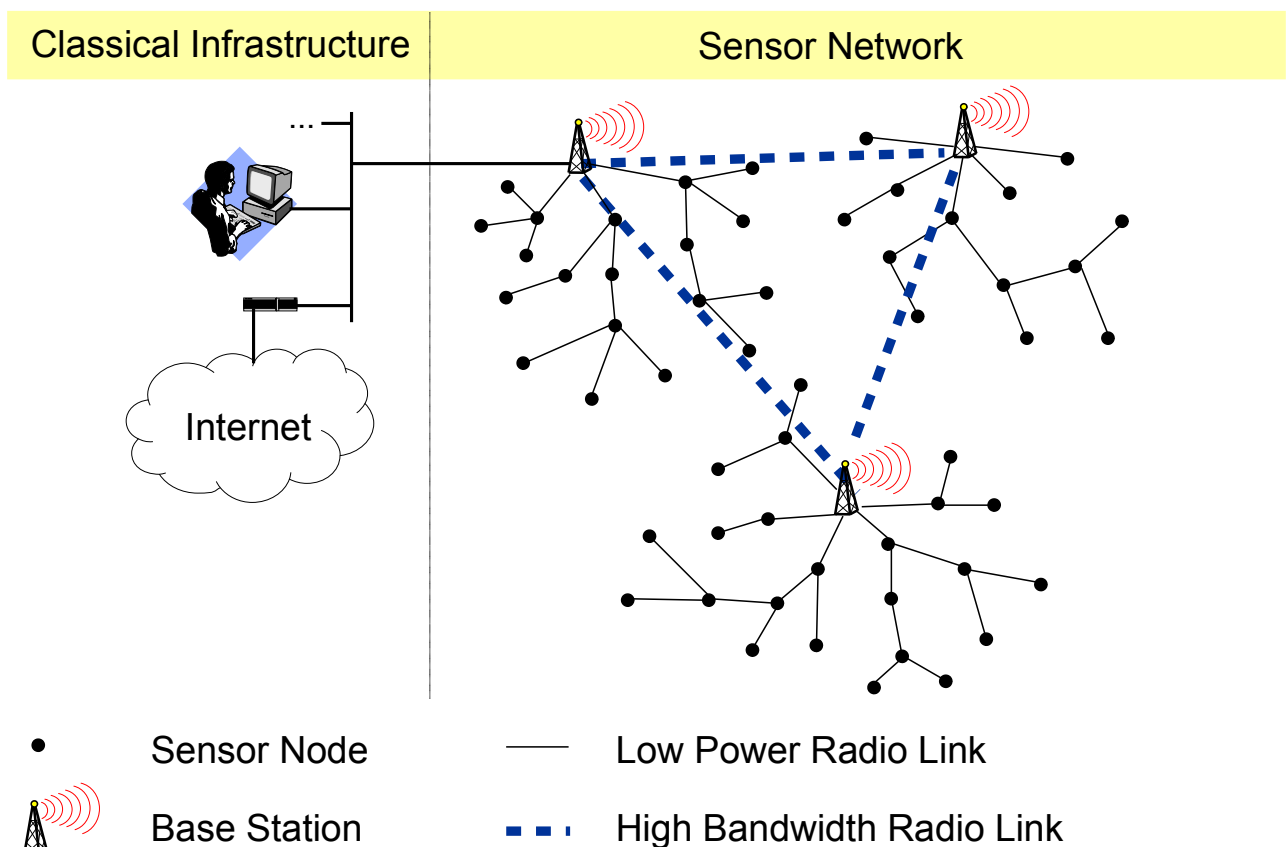 Classical Infrastructure
Sensor Network
...
Internet
Sensor Node
Low Power Radio Link
Base Station
High Bandwidth Radio Link